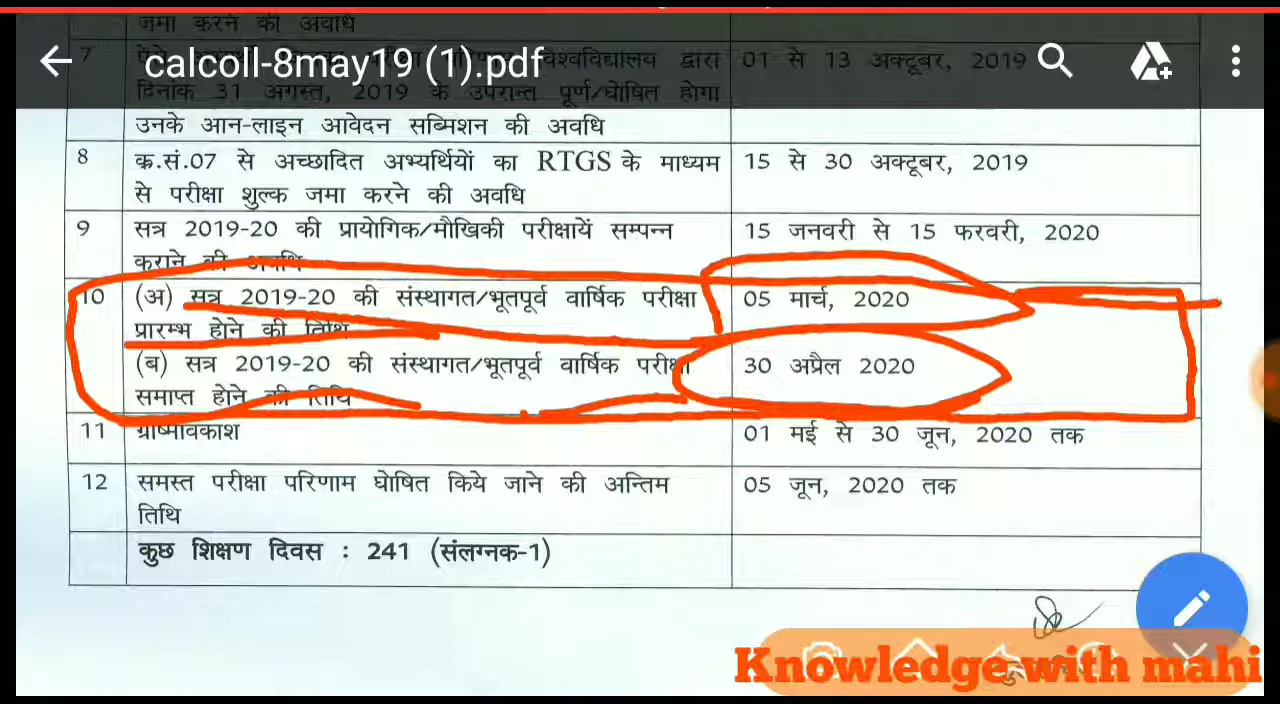 जमा करने की अवधि
calcoll-8may19 (1).pdf
7 विश्वविद्यालय द्वारा 01 से 13 अक्टूबर, 2019
दिनांक 31 अगस्त, 2019 के उपरान्त पूर्ण/घोषित होगा
उनके आन-लाइन आवेदन सब्मिशन की अवधि
8 क्र.सं.07 से अच्छादित अभ्यर्थियों का RTGS के माध्यम 15 से 30 अक्टूबर, 2019
से परीक्षा शुल्क जमा करने की अवधि
9 सत्र 2019-20 की प्रायोगिक/मौखिकी परीक्षायें सम्पन्न 15 जनवरी से 15 फरवरी, 2020
कराने की अवधि
10 (अ) सत्र 2019-20 की संस्थागत/भूतपूर्व वार्षिक परीक्षा 05 मार्च, 2020
प्रारम्भ होने की तिथि
(ब) सत्र 2019-20 की संस्थागत/भूतपूर्व वार्षिक परीक्षा 30 अप्रैल 2020
समाप्त होने की तिथि
11 ग्रीष्मावकाश 01 मई से 30 जून, 2020 तक
12 समस्त परीक्षा परिणाम घोषित किये जाने की अन्तिम 05 जून, 2020 तक
तिथि
कुछ शिक्षण दिवस : 241 (संलग्नक-1)
Knowledge with mahi